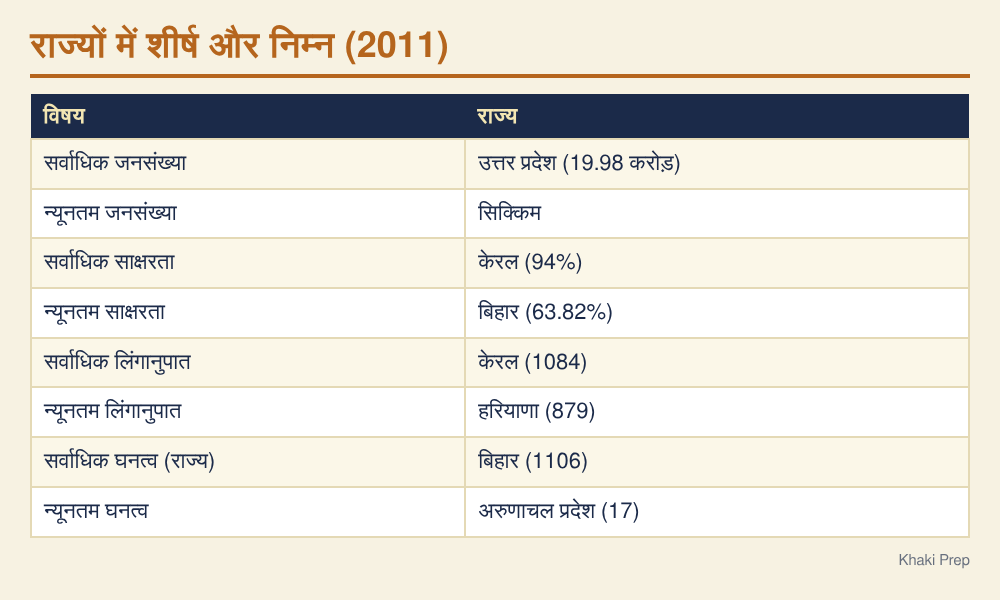 राज्यों में शीर्ष और निम्न (2011)
विषय राज्य
सर्वाधिक जनसंख्या उत्तर प्रदेश (19.98 करोड़)
न्यूनतम जनसंख्या सिक्किम
सर्वाधिक साक्षरता केरल (94%)
न्यूनतम साक्षरता बिहार (63.82%)
सर्वाधिक लिंगानुपात केरल (1084)
न्यूनतम लिंगानुपात हरियाणा (879)
सर्वाधिक घनत्व (राज्य) बिहार (1106)
न्यूनतम घनत्व अरुणाचल प्रदेश (17)
Khaki Prep